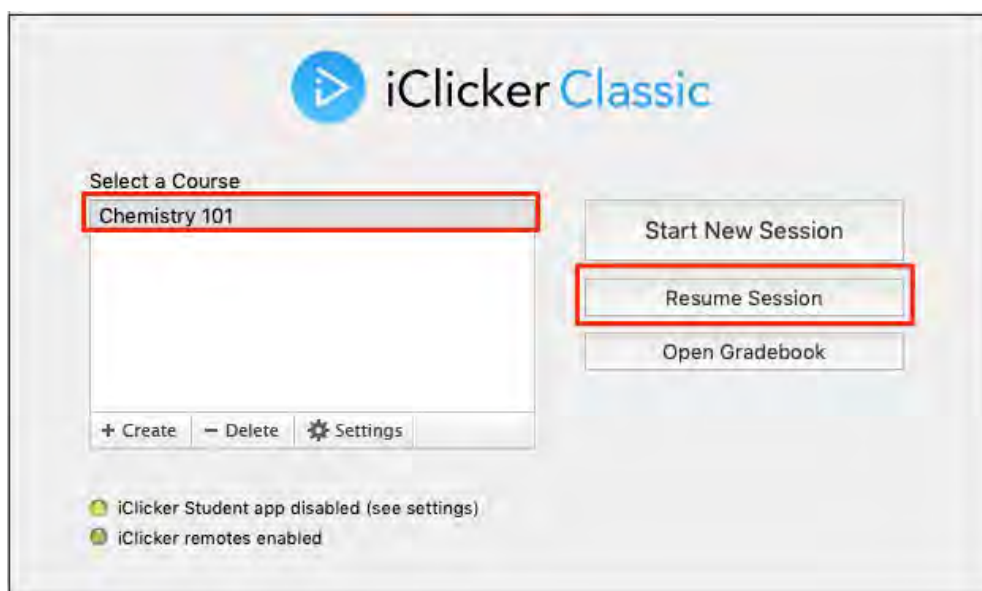 iClicker Classic
Select a Course
Chemistry 101
Start New Session
Resume Session
Open Gradebook
+ Create
− Delete
Settings
iClicker Student app disabled (see settings)
iClicker remotes enabled